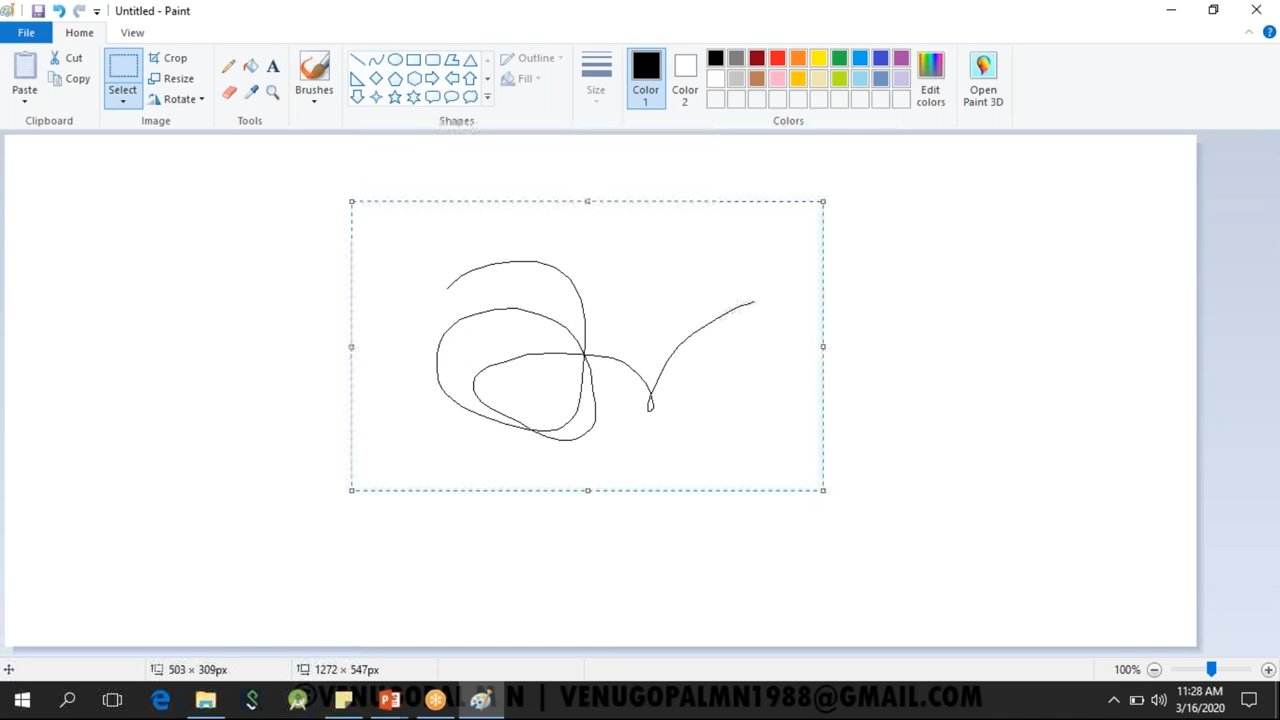 Untitled - Paint
File
Home
View
Paste
Cut
Copy
Clipboard
Select
Crop
Resize
Rotate
Image
A
Tools
Brushes
Shapes
Outline
Fill
Size
Color 1
Color 2
Colors
Edit colors
Open Paint 3D
503 × 309px
1272 × 547px
100%
©VENUGOPALM N | VENUGOPALMN1988@GMAIL.COM
11:28 AM
3/16/2020